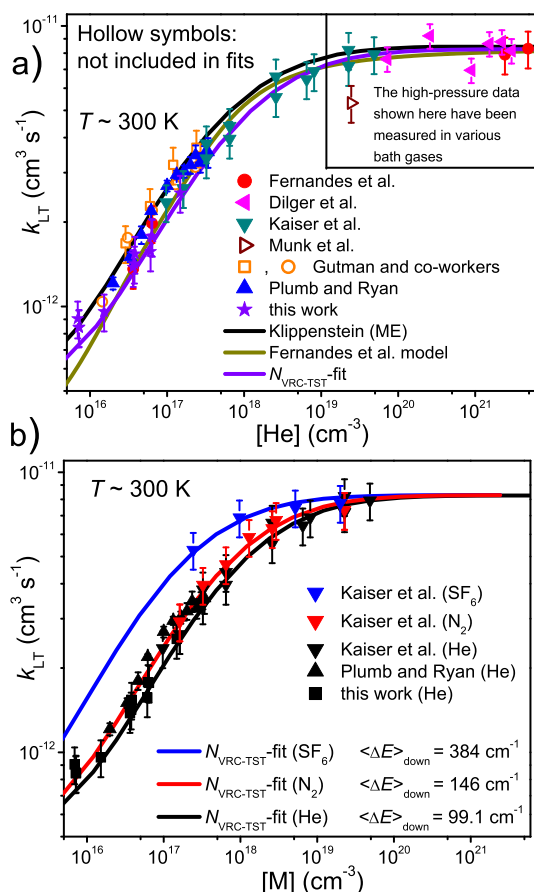 10⁻¹¹
a)
Hollow symbols:
not included in fits
T ~ 300 K
The high-pressure data
shown here have been
measured in various
bath gases
k_LT (cm³ s⁻¹)
Fernandes et al.
Dilger et al.
Kaiser et al.
Munk et al.
, Gutman and co-workers
Plumb and Ryan
this work
Klippenstein (ME)
Fernandes et al. model
N_VRC-TST-fit
10⁻¹²
10¹⁶ 10¹⁷ 10¹⁸ 10¹⁹ 10²⁰ 10²¹
[He] (cm⁻³)
b)
10⁻¹¹
T ~ 300 K
k_LT (cm³ s⁻¹)
Kaiser et al. (SF₆)
Kaiser et al. (N₂)
Kaiser et al. (He)
Plumb and Ryan (He)
this work (He)
10⁻¹²
N_VRC-TST-fit (SF₆) <ΔE>_down = 384 cm⁻¹
N_VRC-TST-fit (N₂) <ΔE>_down = 146 cm⁻¹
N_VRC-TST-fit (He) <ΔE>_down = 99.1 cm⁻¹
10¹⁶ 10¹⁷ 10¹⁸ 10¹⁹ 10²⁰ 10²¹
[M] (cm⁻³)